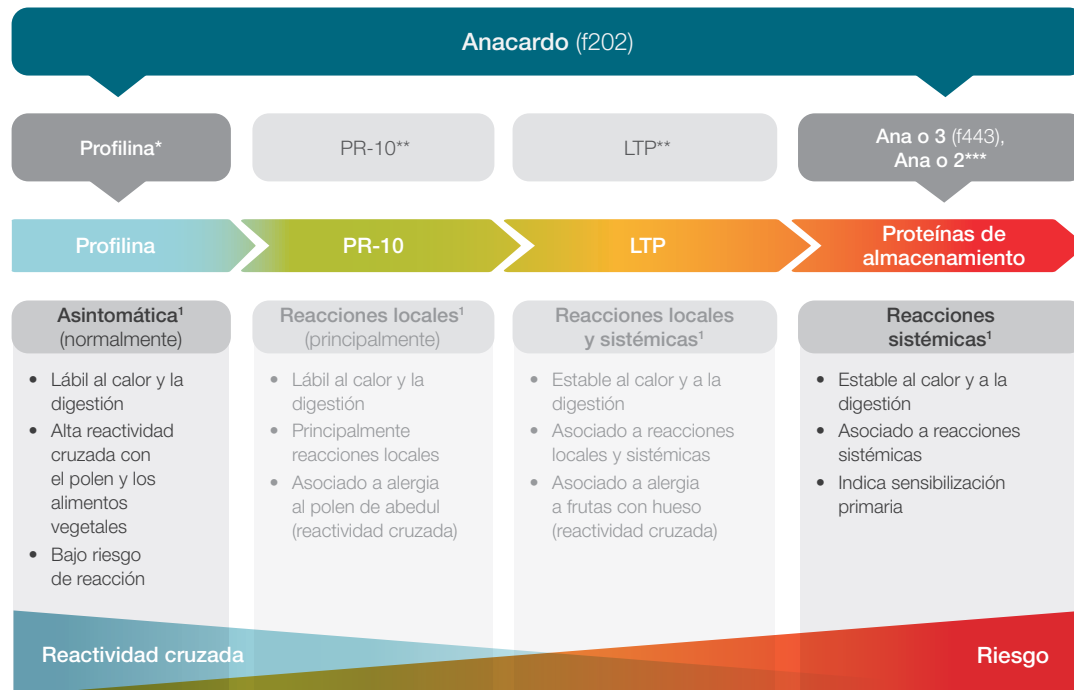 Anacardo (f202)
Profilina*
PR-10**
LTP**
Ana o 3 (f443),
Ana o 2***
Profilina
PR-10
LTP
Proteínas de
almacenamiento
Asintomática¹
(normalmente)
• Lábil al calor y la
digestión
• Alta reactividad
cruzada con
el polen y los
alimentos
vegetales
• Bajo riesgo
de reacción
Reacciones locales¹
(principalmente)
• Lábil al calor y la
digestión
• Principalmente
reacciones locales
• Asociado a alergia
al polen de abedul
(reactividad cruzada)
Reacciones locales
y sistémicas¹
• Estable al calor y a la
digestión
• Asociado a reacciones
locales y sistémicas
• Asociado a alergia
a frutas con hueso
(reactividad cruzada)
Reacciones
sistémicas¹
• Estable al calor y a la
digestión
• Asociado a reacciones
sistémicas
• Indica sensibilización
primaria
Reactividad cruzada
Riesgo